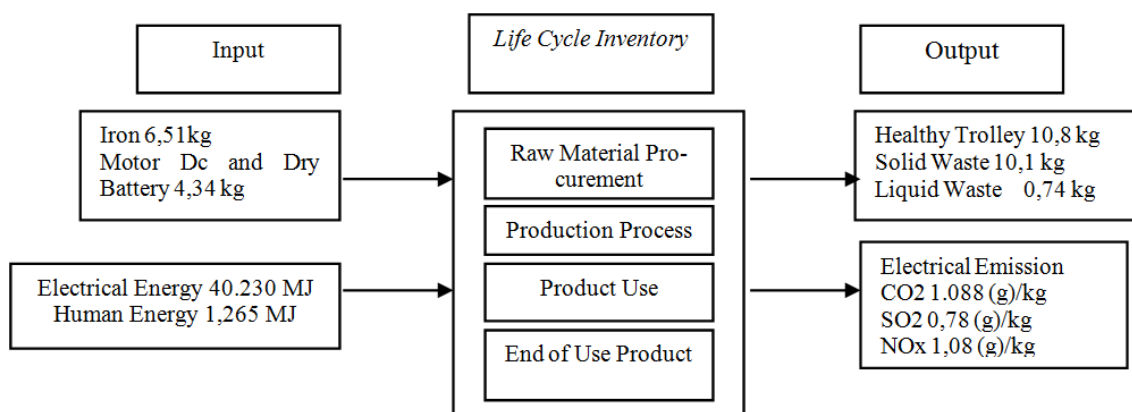 Input
Life Cycle Inventory
Output
Iron 6,51kg
Motor Dc and Dry
Battery 4,34 kg
Electrical Energy 40.230 MJ
Human Energy 1,265 MJ
Raw Material Pro-
curement
Production Process
Product Use
End of Use Product
Healthy Trolley 10,8 kg
Solid Waste 10,1 kg
Liquid Waste 0,74 kg
Electrical Emission
CO2 1.088 (g)/kg
SO2 0,78 (g)/kg
NOx 1,08 (g)/kg